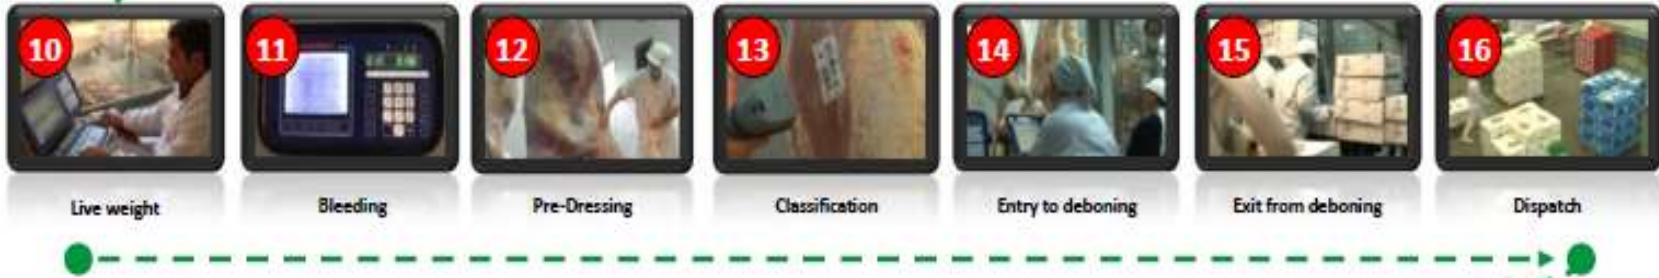 10 11 12 13 14 15 16
Live weight Bleeding Pre-Dressing Classification Entry to deboning Exit from deboning Dispatch